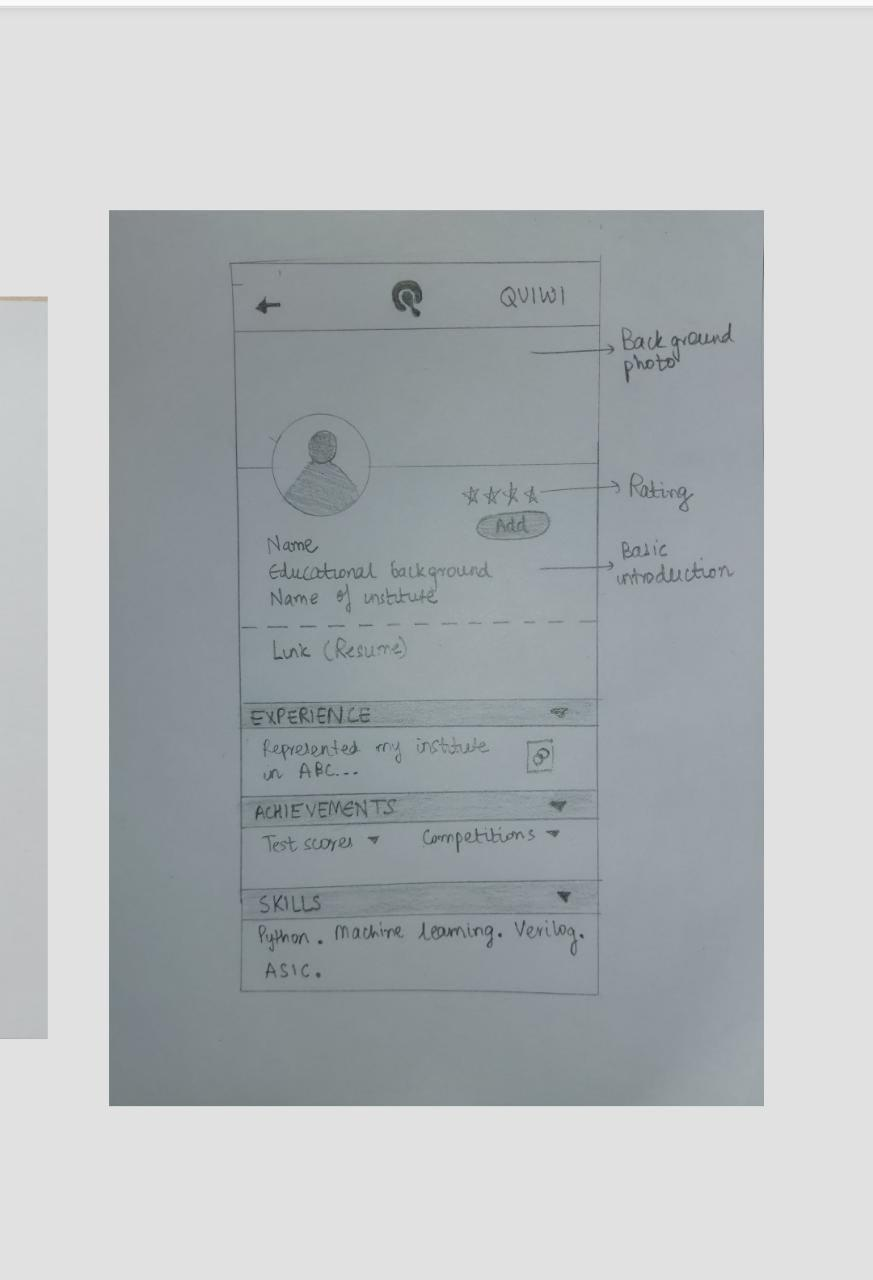 QUIWI
Background
photo
Rating
Add
Name
Basic
introduction
Educational background
Name of institute
Link (Resume)
EXPERIENCE
Represented my institute
in ABC...
ACHIEVEMENTS
Test scores
Competitions
SKILLS
Python. Machine learning. Verilog.
ASIC.